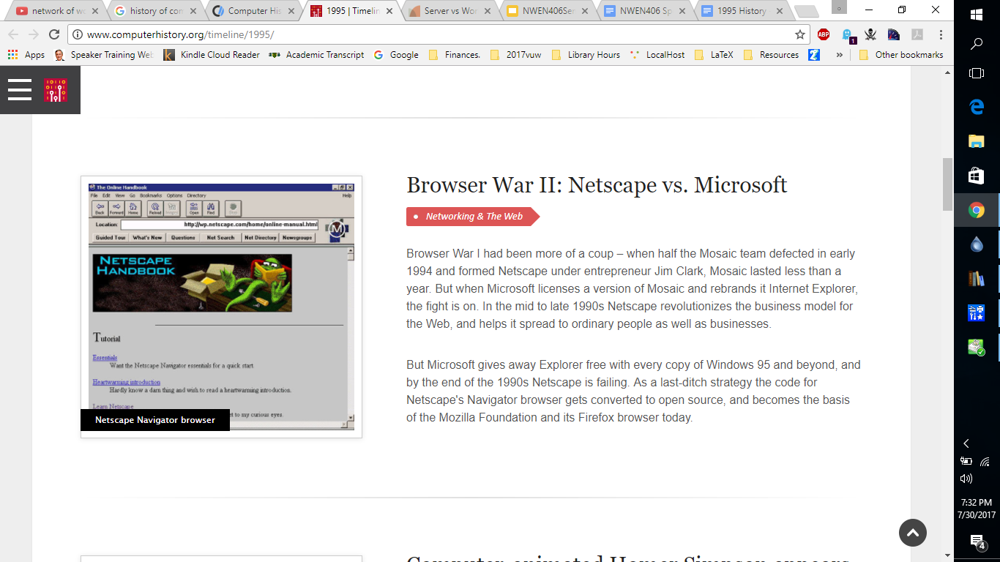 network of wo
history of com
Computer His
1995 | Timelin
Server vs Wor
NWEN406Sea
NWEN406 Sp
1995 History
www.computerhistory.org/timeline/1995/
ABP
1
Apps
Speaker Training Web
Kindle Cloud Reader
Academic Transcript
Google
Finances.
2017vuw
Library Hours
LocalHost
LaTeX
Resources
»
Other bookmarks
The Online Handbook
File Edit View Go Bookmarks Options Directory Help
Back Forward Home Reload Images Open Find Stop
Location: http://wp.netscape.com/home/online-manual.html
M
Guided Tour What's New Questions Net Search Net Directory Newsgroups
NETSCAPE
HANDBOOK
Tutorial
Essentials
Want the Netscape Navigator essentials for a quick start.
Heartwarming introduction
Hardly know a darn thing and wish to read a heartwarming introduction.
Learn Netscape
et to my curious eyes.
Netscape Navigator browser
Browser War II: Netscape vs. Microsoft
Networking & The Web
Browser War I had been more of a coup – when half the Mosaic team defected in early
1994 and formed Netscape under entrepreneur Jim Clark, Mosaic lasted less than a
year. But when Microsoft licenses a version of Mosaic and rebrands it Internet Explorer,
the fight is on. In the mid to late 1990s Netscape revolutionizes the business model for
the Web, and helps it spread to ordinary people as well as businesses.
But Microsoft gives away Explorer free with every copy of Windows 95 and beyond, and
by the end of the 1990s Netscape is failing. As a last-ditch strategy the code for
Netscape's Navigator browser gets converted to open source, and becomes the basis
of the Mozilla Foundation and its Firefox browser today.
Computer-animated Homer Simpson appears
7:32 PM
7/30/2017
4